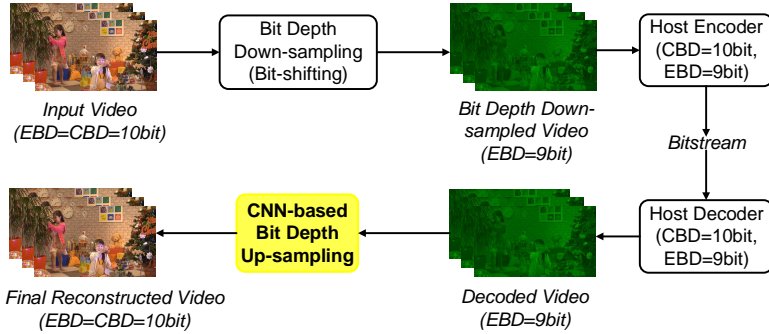 Bit Depth
Down-sampling
(Bit-shifting)
Host Encoder
(CBD=10bit,
EBD=9bit)
Input Video
(EBD=CBD=10bit)
Bit Depth Down-
sampled Video
(EBD=9bit)
Bitstream
CNN-based
Bit Depth
Up-sampling
Host Decoder
(CBD=10bit,
EBD=9bit)
Final Reconstructed Video
(EBD=CBD=10bit)
Decoded Video
(EBD=9bit)